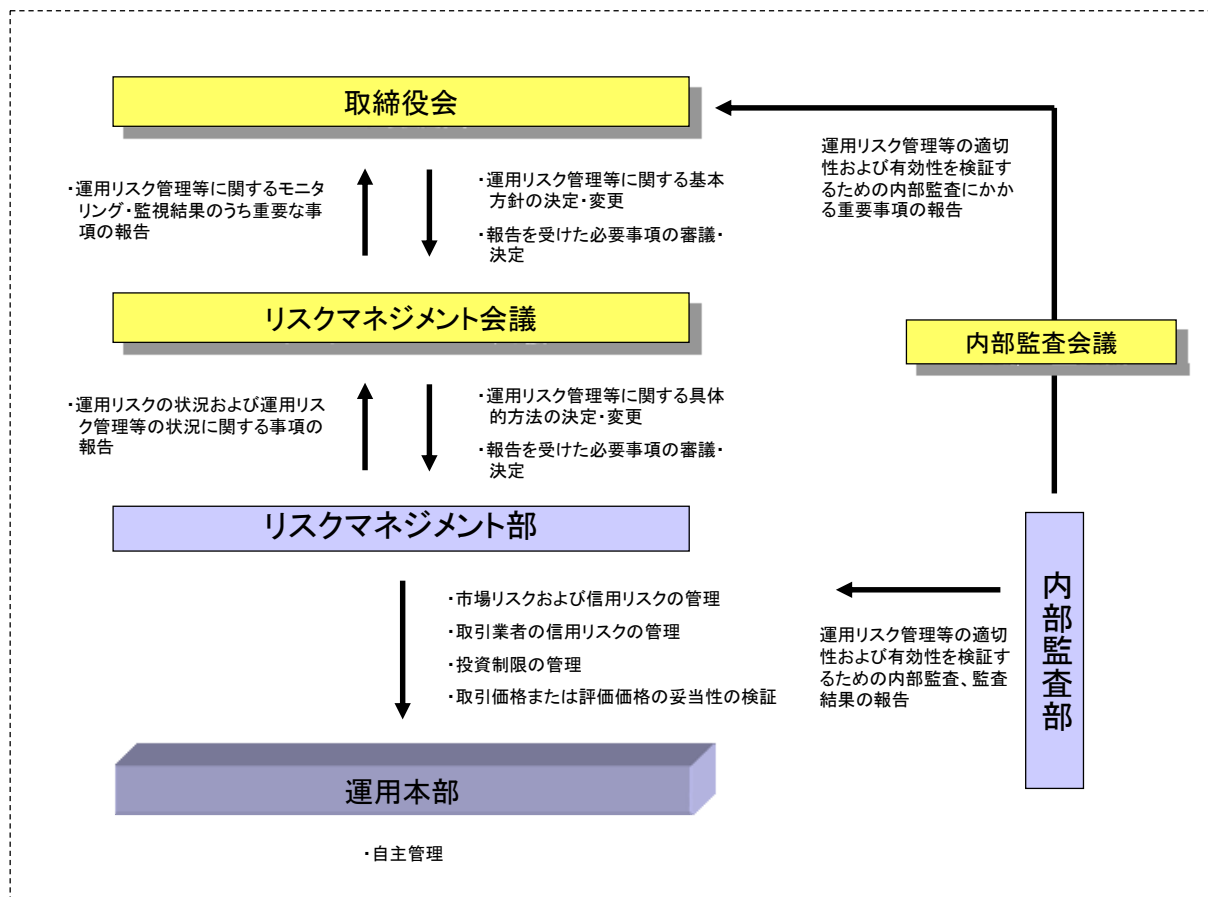 取締役会
・運用リスク管理等に関するモニ
タリング・監視結果のうち重要な事
項の報告
・運用リスク管理等に関する基本
方針の決定・変更
・報告を受けた必要事項の審議・
決定
運用リスク管理等の適切
性および有効性を検証す
るための内部監査にかか
る重要事項の報告
リスクマネジメント会議
内部監査会議
・運用リスクの状況および運用リス
ク管理等の状況に関する事項の
報告
・運用リスク管理等に関する具体
的方法の決定・変更
・報告を受けた必要事項の審議・
決定
リスクマネジメント部
・市場リスクおよび信用リスクの管理
・取引業者の信用リスクの管理
・投資制限の管理
・取引価格または評価価格の妥当性の検証
運用リスク管理等の適切
性および有効性を検証す
るための内部監査、監査
結果の報告
内部監査部
運用本部
・自主管理